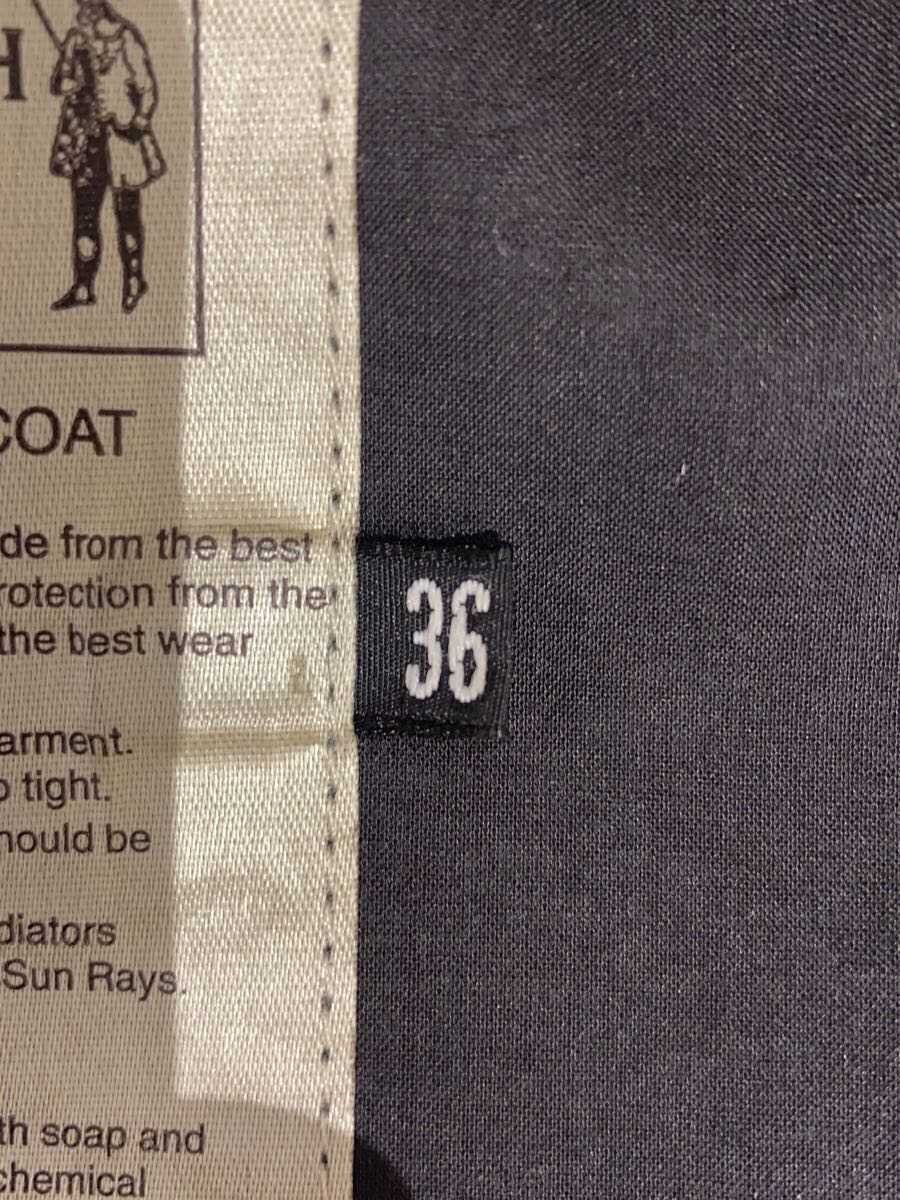 H
COAT
de from the best
rotection from the
the best wear
36
arment.
o tight.
hould be
diators
Sun Rays.
th soap and
chemical